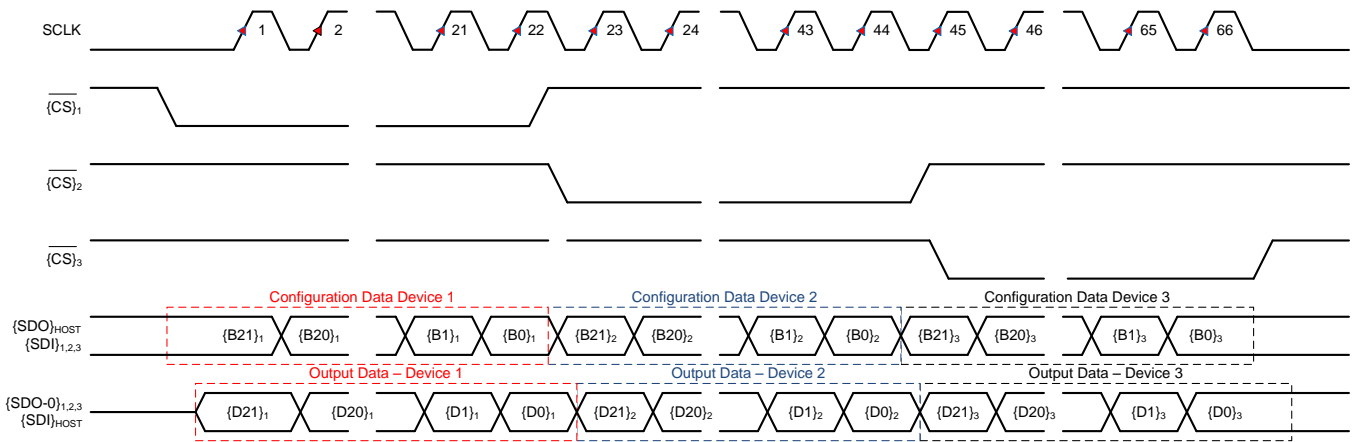 SCLK 1 2 21 22 23 24 43 44 45 46 65 66
{CS}1
{CS}2
{CS}3
Configuration Data Device 1 Configuration Data Device 2 Configuration Data Device 3
{SDO}HOST
{SDI}1,2,3
{B21}1 {B20}1 {B1}1 {B0}1 {B21}2 {B20}2 {B1}2 {B0}2 {B21}3 {B20}3 {B1}3 {B0}3
Output Data – Device 1 Output Data – Device 2 Output Data – Device 3
{SDO-0}1,2,3
{SDI}HOST
{D21}1 {D20}1 {D1}1 {D0}1 {D21}2 {D20}2 {D1}2 {D0}2 {D21}3 {D20}3 {D1}3 {D0}3